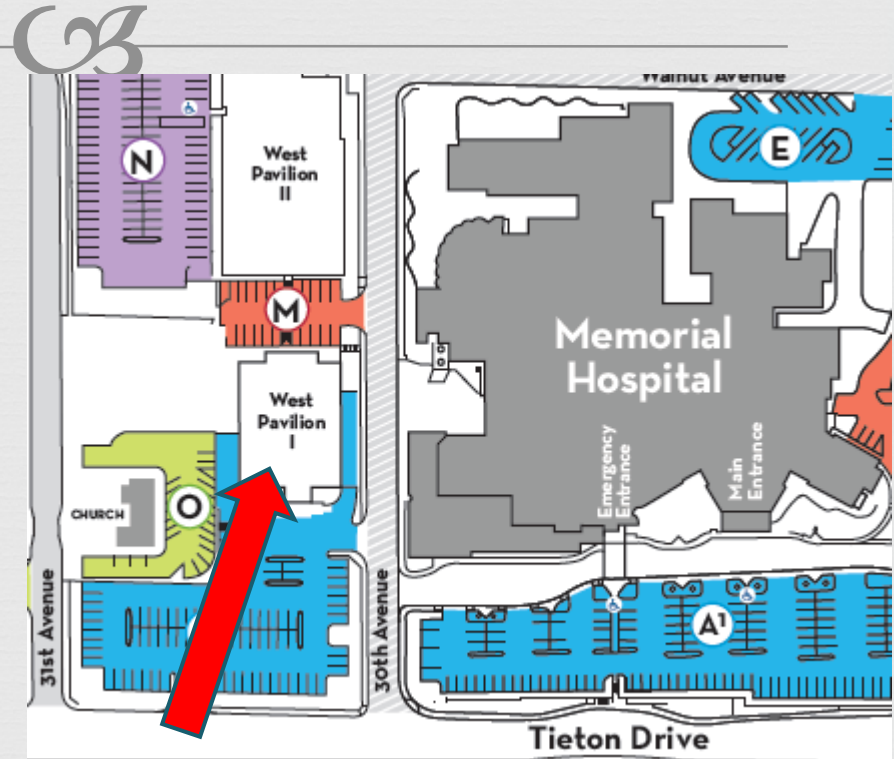 Walnut Avenue
N
West
Pavilion
II
E
M
Memorial
Hospital
West
Pavilion
I
Emergency
Entrance
Main
Entrance
CHURCH
O
A1
31st Avenue
30th Avenue
Tieton Drive